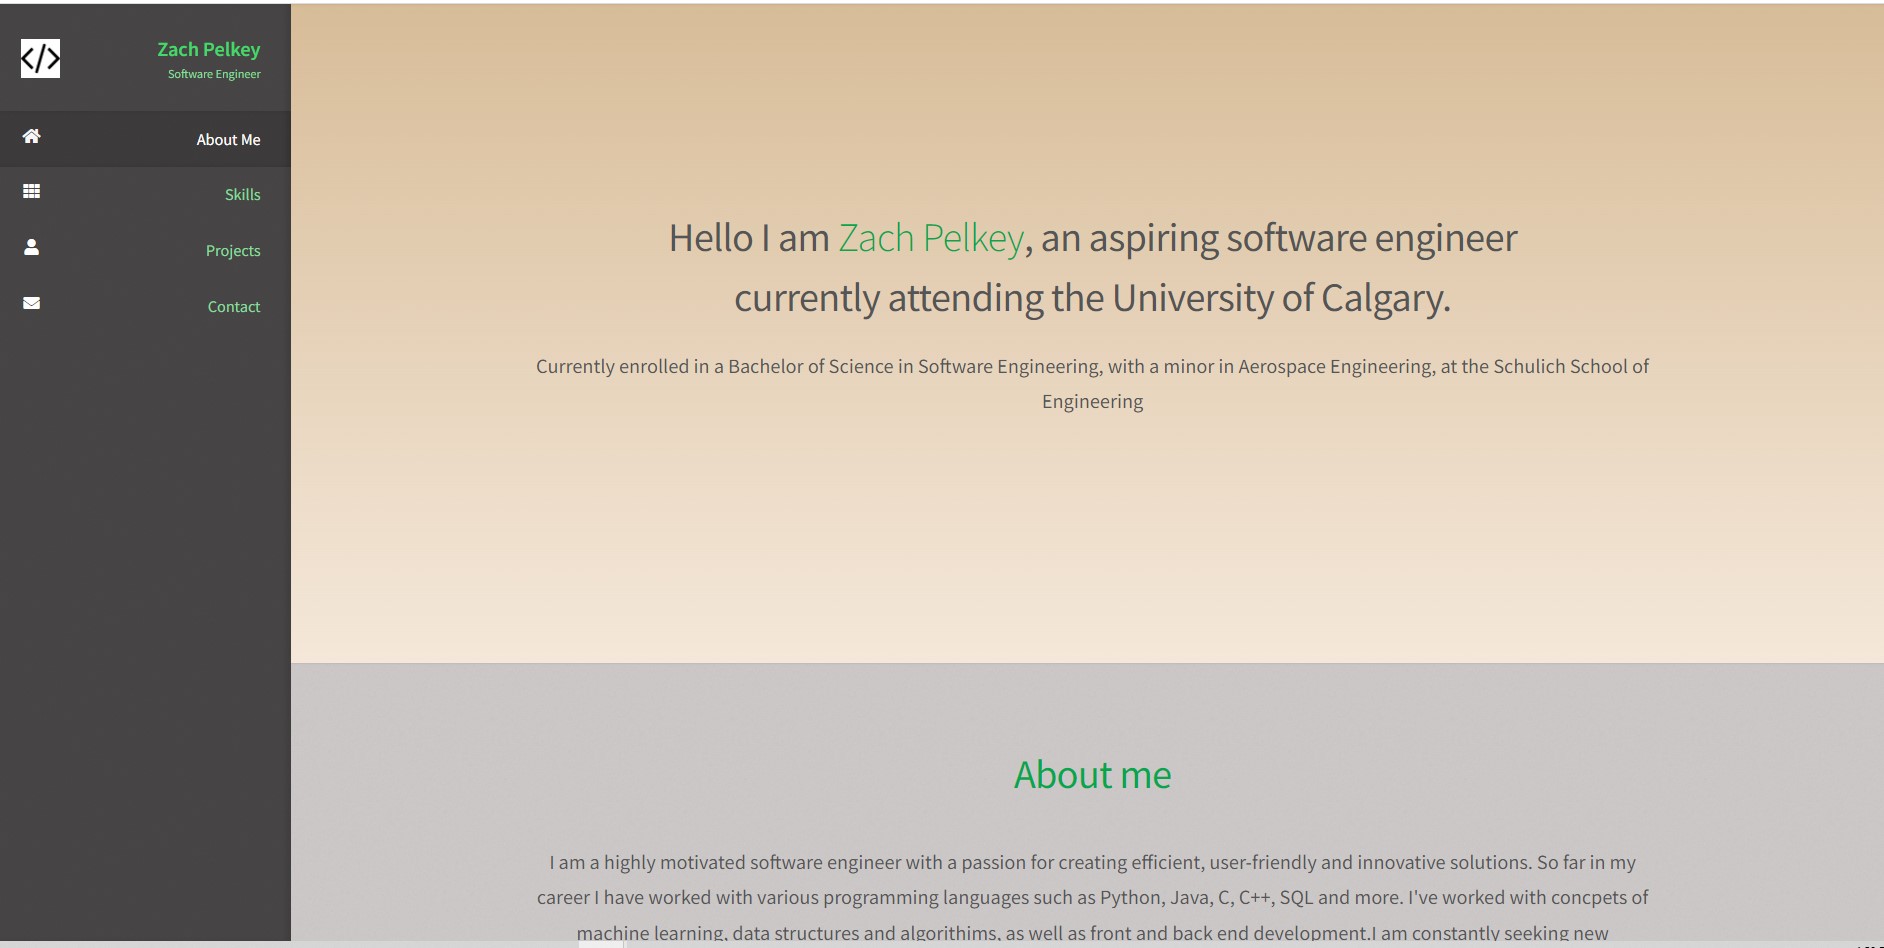 </>
Zach Pelkey
Software Engineer
About Me
Skills
Projects
Contact
Hello I am Zach Pelkey, an aspiring software engineer
currently attending the University of Calgary.
Currently enrolled in a Bachelor of Science in Software Engineering, with a minor in Aerospace Engineering, at the Schulich School of
Engineering
About me
I am a highly motivated software engineer with a passion for creating efficient, user-friendly and innovative solutions. So far in my
career I have worked with various programming languages such as Python, Java, C, C++, SQL and more. I've worked with concpets of
machine learning, data structures and algorithims, as well as front and back end development.I am constantly seeking new